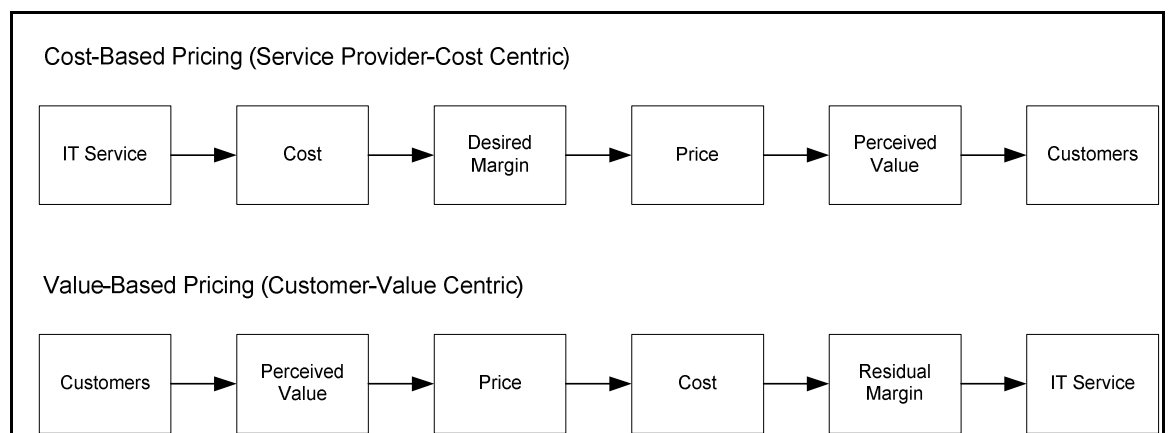 Cost-Based Pricing (Service Provider-Cost Centric)
IT Service
Cost
Desired
Margin
Price
Perceived
Value
Customers
Value-Based Pricing (Customer-Value Centric)
Customers
Perceived
Value
Price
Cost
Residual
Margin
IT Service